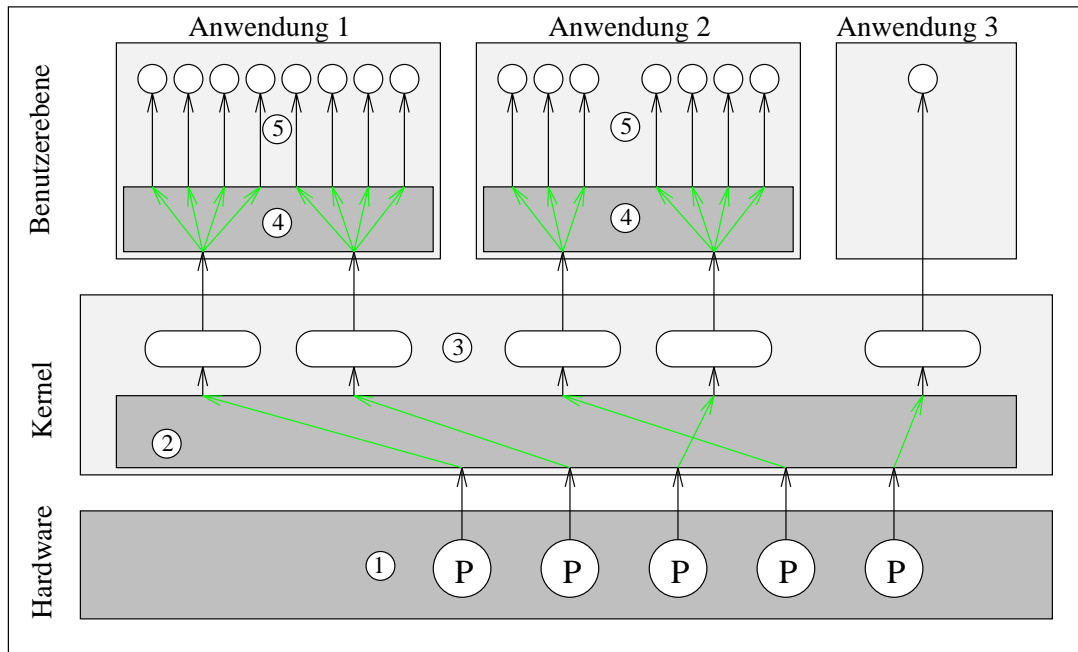 Anwendung 1
Anwendung 2
Anwendung 3
Benutzerebene
5
5
4
4
Kernel
3
2
Hardware
1
P
P
P
P
P